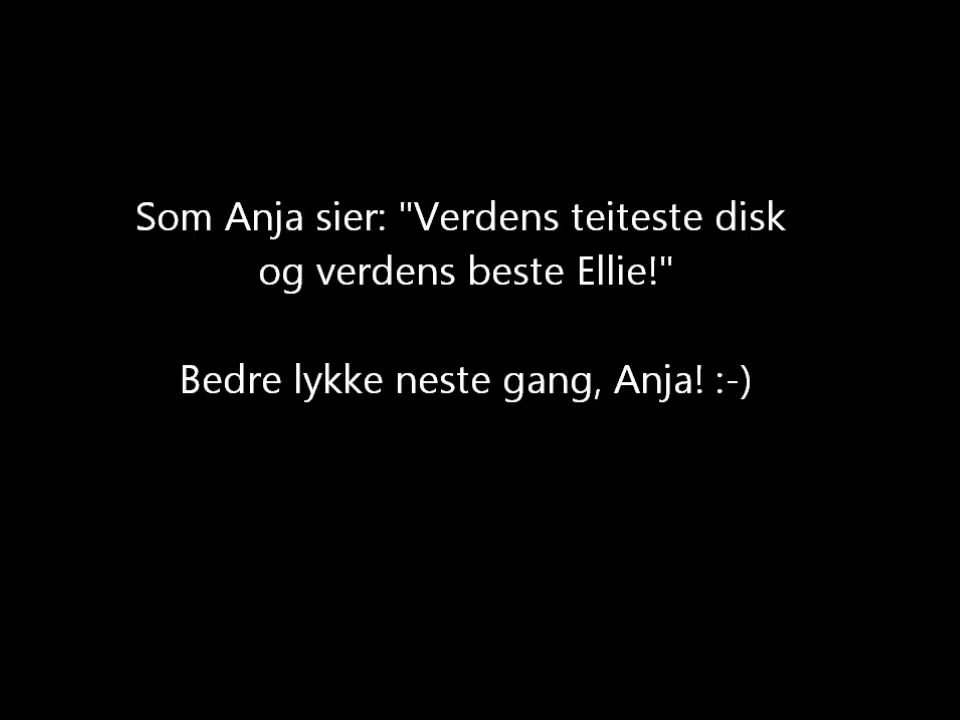 Som Anja sier: "Verdens teiteste disk
og verdens beste Ellie!"
Bedre lykke neste gang, Anja! :-)